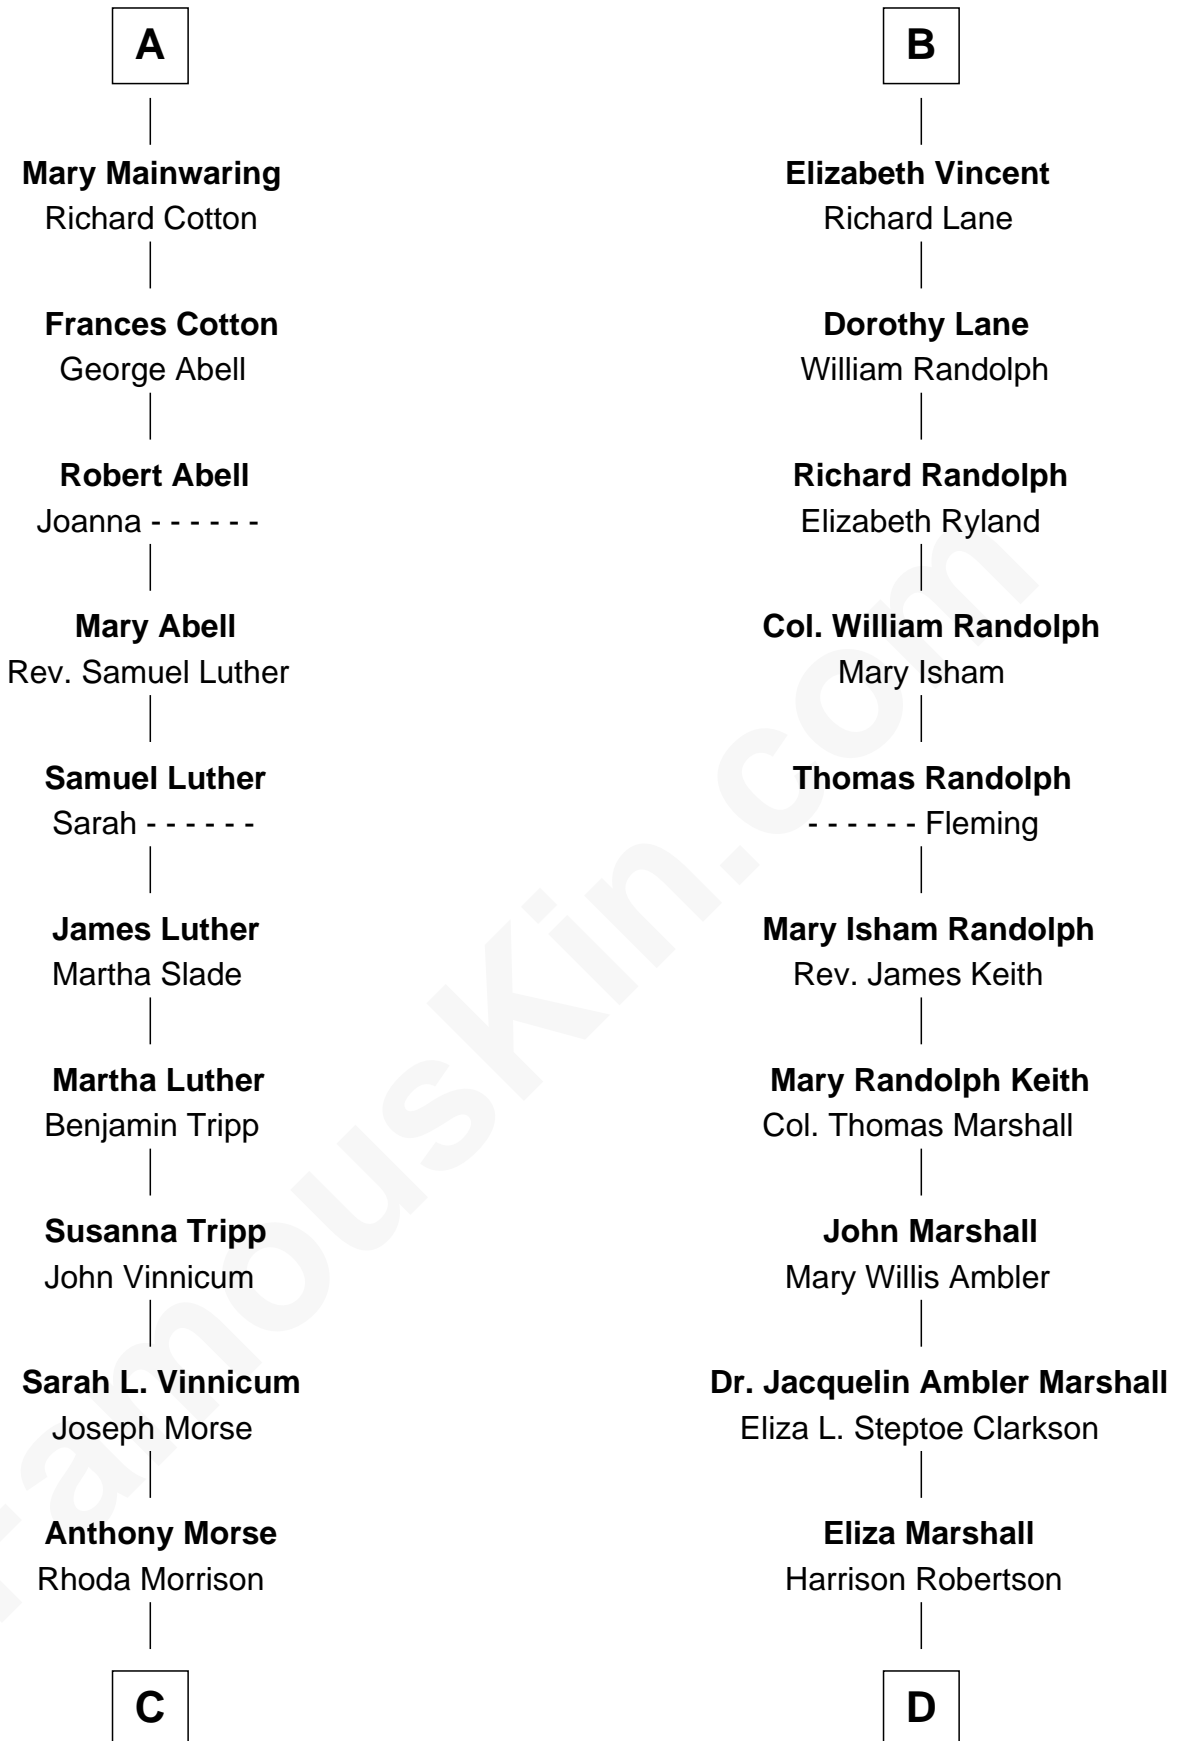 A
Mary Mainwaring
Richard Cotton
Frances Cotton
George Abell
Robert Abell
Joanna - - - - - -
Mary Abell
Rev. Samuel Luther
Samuel Luther
Sarah - - - - - -
James Luther
Martha Slade
Martha Luther
Benjamin Tripp
Susanna Tripp
John Vinnicum
Sarah L. Vinnicum
Joseph Morse
Anthony Morse
Rhoda Morrison
C
B
Elizabeth Vincent
Richard Lane
Dorothy Lane
William Randolph
Richard Randolph
Elizabeth Ryland
Col. William Randolph
Mary Isham
Thomas Randolph
- - - - - - Fleming
Mary Isham Randolph
Rev. James Keith
Mary Randolph Keith
Col. Thomas Marshall
John Marshall
Mary Willis Ambler
Dr. Jacquelin Ambler Marshall
Eliza L. Steptoe Clarkson
Eliza Marshall
Harrison Robertson
D
FamousKin.com